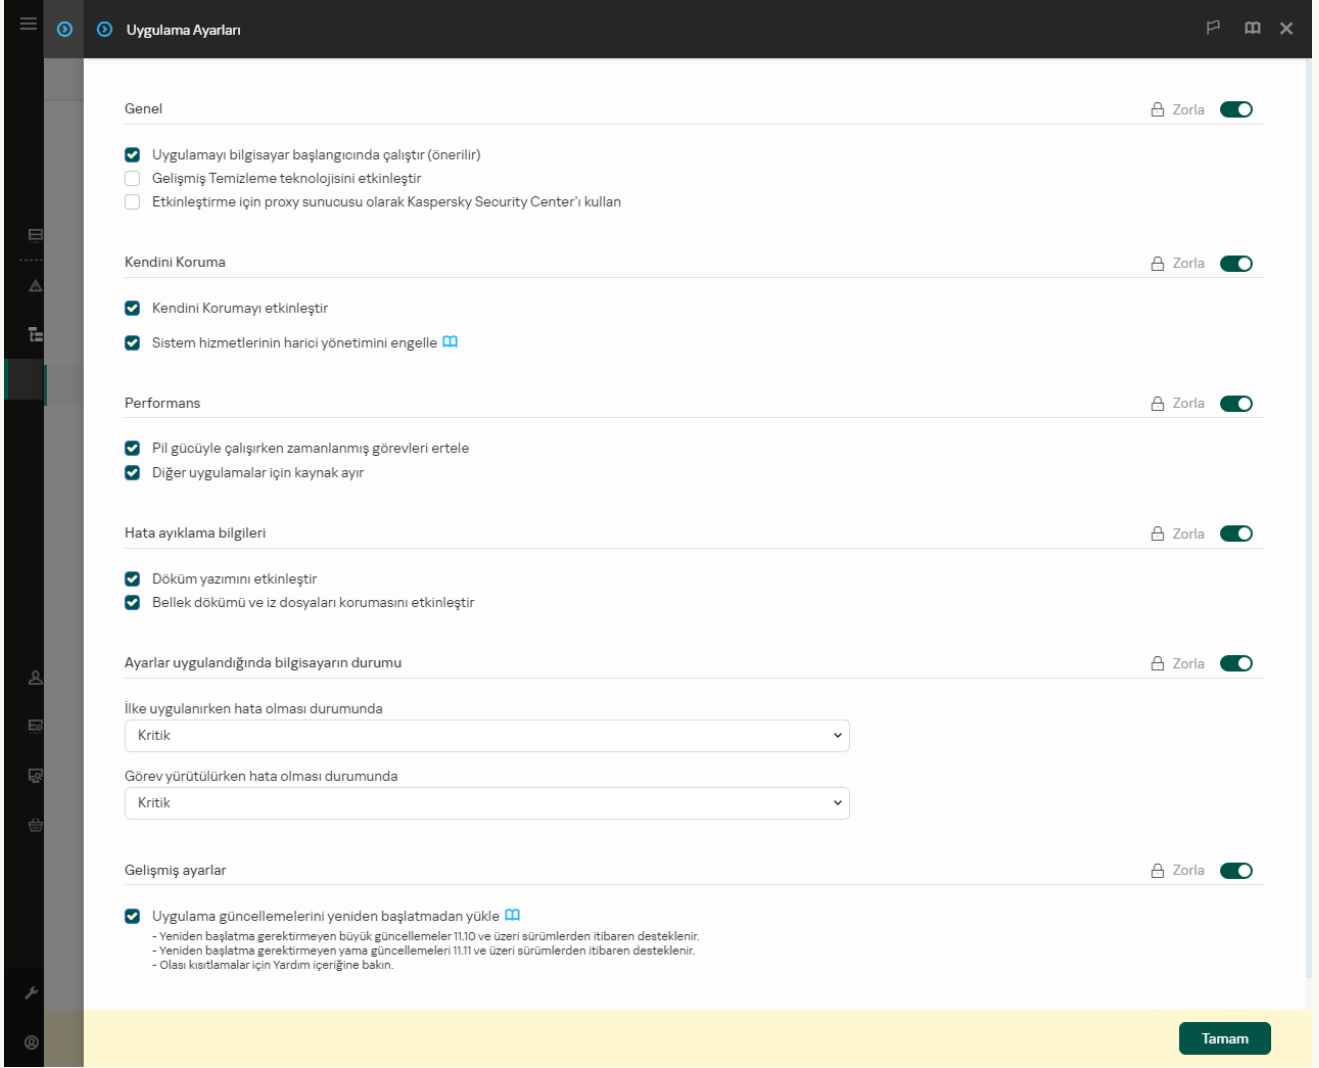 Uygulama Ayarları
Genel
Zorla
Uygulamayı bilgisayar başlangıcında çalıştır (önerilir)
Gelişmiş Temizleme teknolojisini etkinleştir
Etkinleştirme için proxy sunucusu olarak Kaspersky Security Center'ı kullan
Kendini Koruma
Zorla
Kendini Korumayı etkinleştir
Sistem hizmetlerinin harici yönetimini engelle
Performans
Zorla
Pil gücüyle çalışırken zamanlanmış görevleri ertele
Diğer uygulamalar için kaynak ayır
Hata ayıklama bilgileri
Zorla
Döküm yazımını etkinleştir
Bellek dökümü ve iz dosyaları korumasını etkinleştir
Ayarlar uygulandığında bilgisayarın durumu
Zorla
İlke uygulanırken hata olması durumunda
Kritik
Görev yürütülürken hata olması durumunda
Kritik
Gelişmiş ayarlar
Zorla
Uygulama güncellemelerini yeniden başlatmadan yükle
- Yeniden başlatma gerektirmeyen büyük güncellemeler 11.10 ve üzeri sürümlerden itibaren desteklenir.
- Yeniden başlatma gerektirmeyen yama güncellemeleri 11.11 ve üzeri sürümlerden itibaren desteklenir.
- Olası kısıtlamalar için Yardım içeriğine bakın.
Tamam